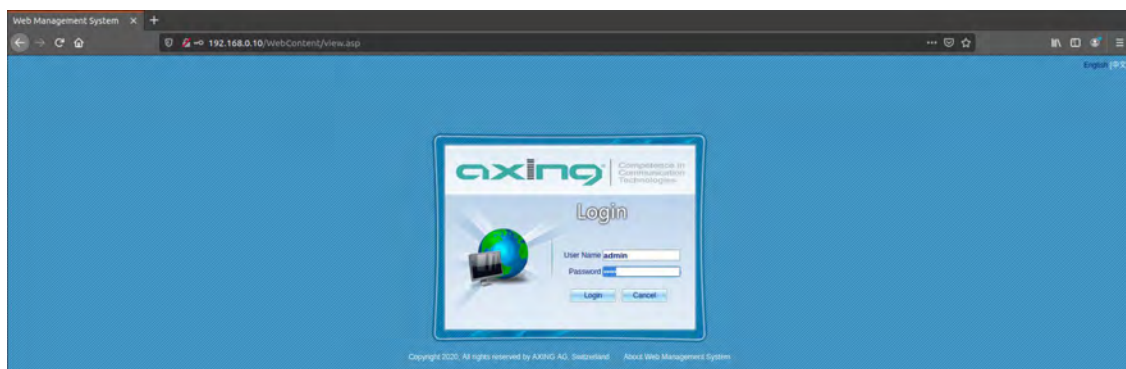 Web Management System
192.168.0.10/WebContent/view.asp
English
axing
Competence in
Communication
Technologies
Login
User Name admin
Password
Login Cancel
Copyright 2020, All rights reserved by AXING AG, Switzerland About Web Management System